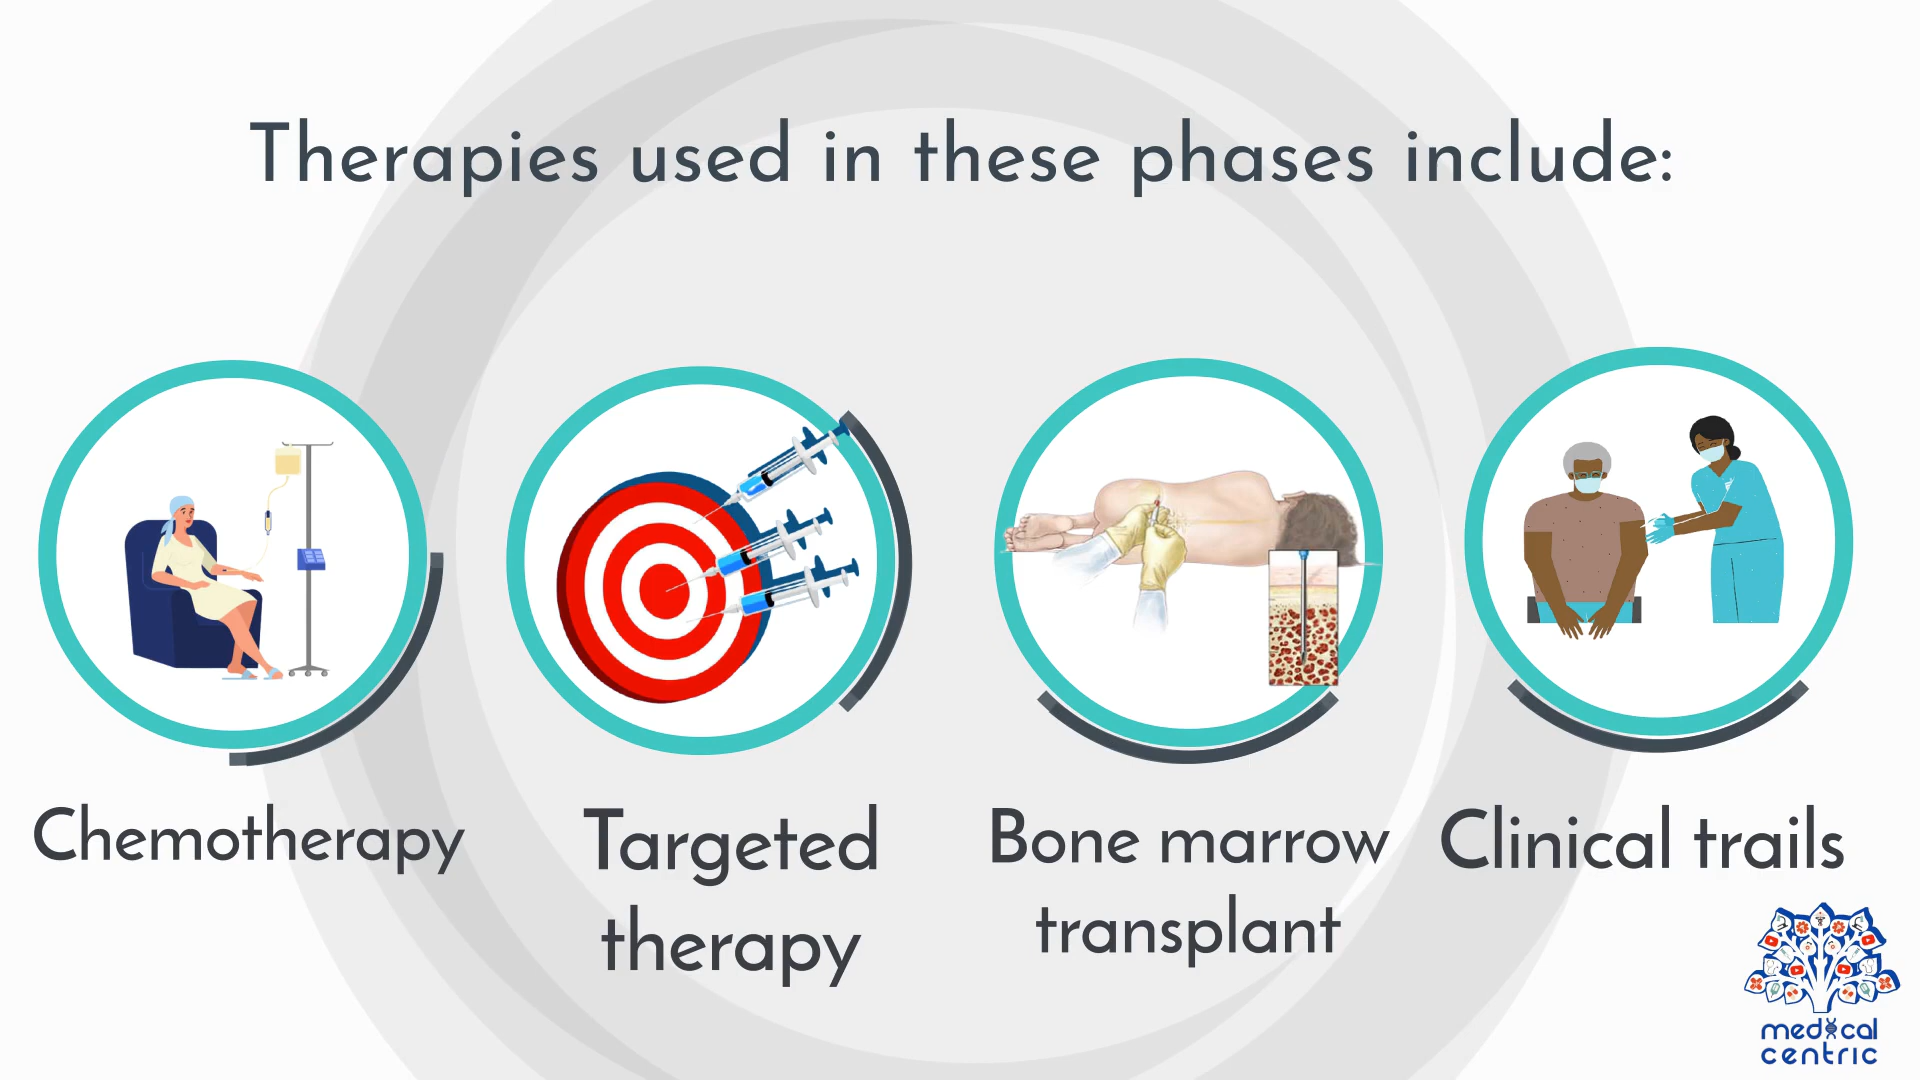 Therapies used in these phases include:
Chemotherapy
Targeted
therapy
Bone marrow
transplant
Clinical trails
medical
centric